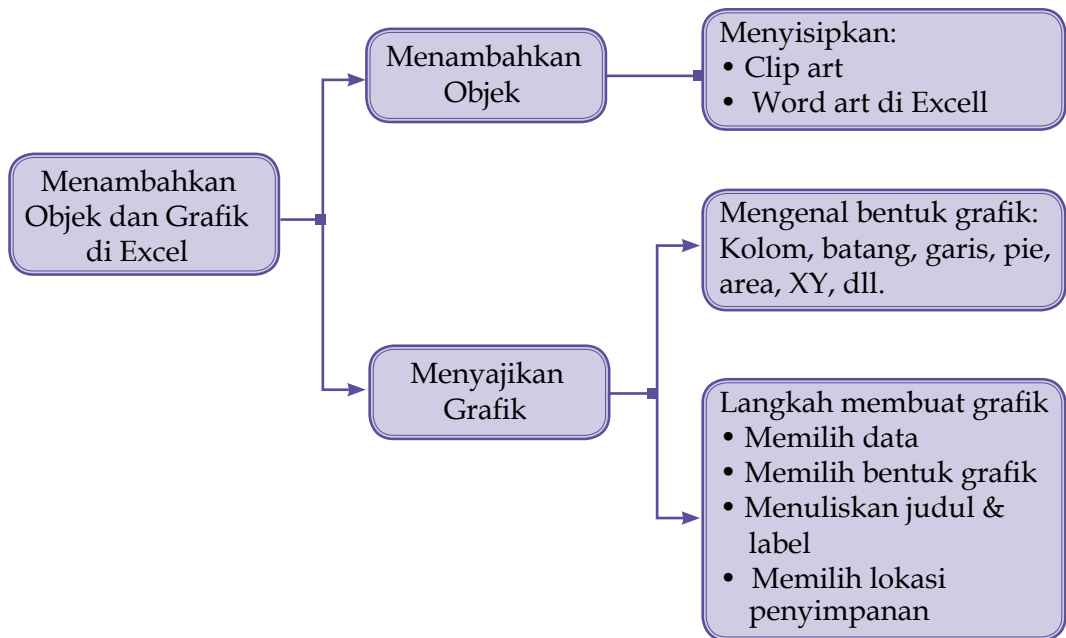 Menambahkan
Objek dan Grafik
di Excel
Menambahkan
Objek
Menyisipkan:
• Clip art
• Word art di Excell
Menyajikan
Grafik
Mengenal bentuk grafik:
Kolom, batang, garis, pie,
area, XY, dll.
Langkah membuat grafik
• Memilih data
• Memilih bentuk grafik
• Menuliskan judul &
label
• Memilih lokasi
penyimpanan